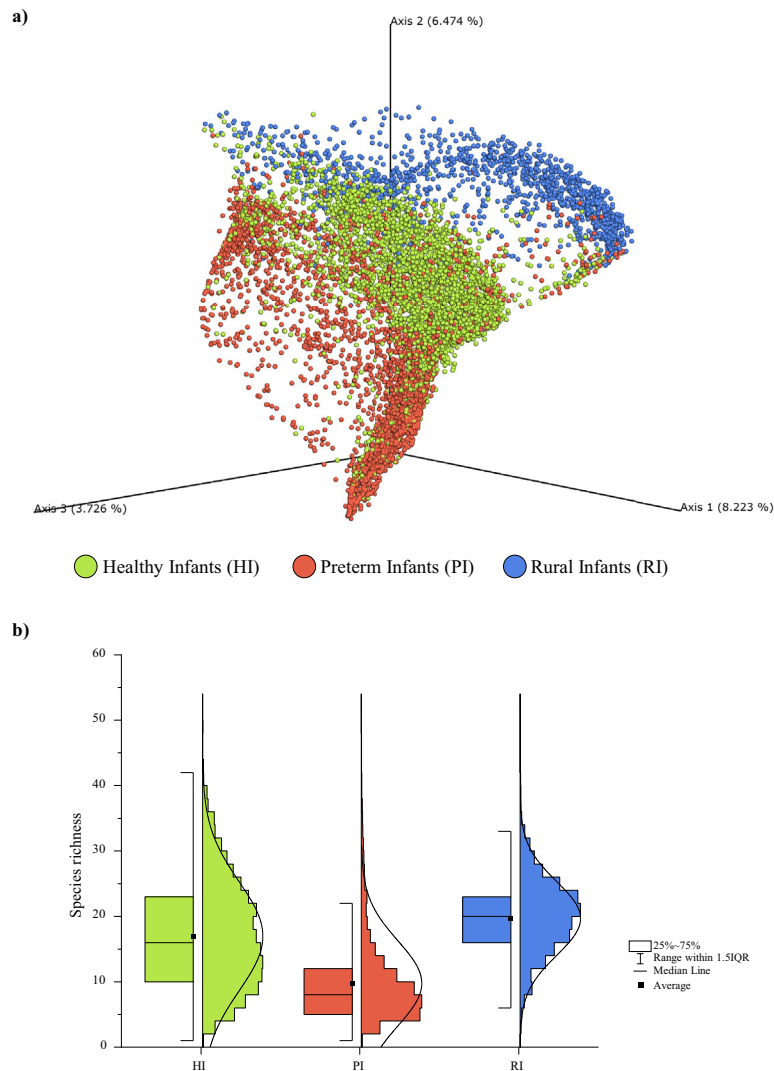 a)
Axis 2 (6.474 %)
Axis 3 (3.726 %)
Axis 1 (8.223 %)
Healthy Infants (HI)
Preterm Infants (PI)
Rural Infants (RI)
b)
Species richness
60
50
40
30
20
10
0
HI
PI
RI
25%~75%
Range within 1.5IQR
Median Line
Average